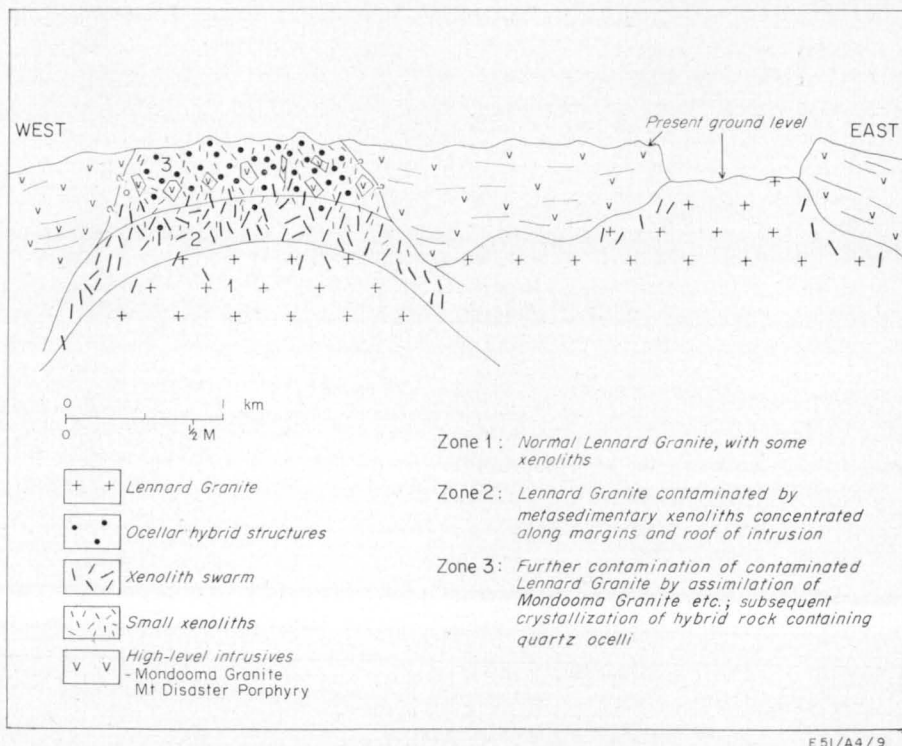 WEST
Present ground level
EAST
3
2
1
0
km
0
½ M
Lennard Granite
Ocellar hybrid structures
Xenolith swarm
Small xenoliths
High-level intrusives
- Mondooma Granite
Mt Disaster Porphyry
Zone 1 : Normal Lennard Granite, with some
xenoliths
Zone 2 : Lennard Granite contaminated by
metasedimentary xenoliths concentrated
along margins and roof of intrusion
Zone 3 : Further contamination of contaminated
Lennard Granite by assimilation of
Mondooma Granite etc.; subsequent
crystallization of hybrid rock containing
quartz ocelli
E51/A4/9